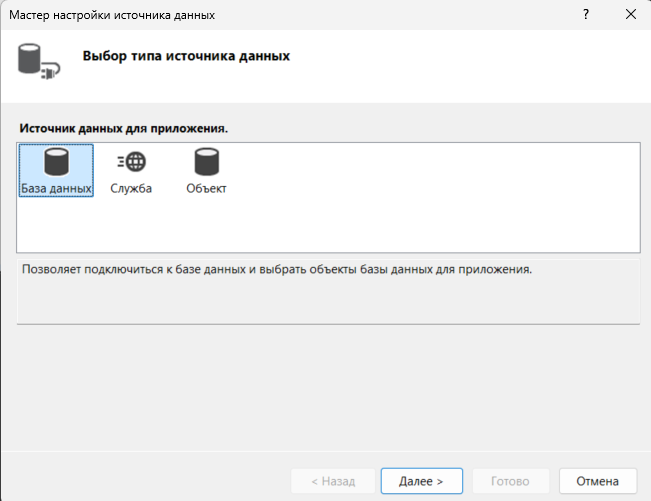 Мастер настройки источника данных
?
Выбор типа источника данных
Источник данных для приложения.
База данных Служба Объект
Позволяет подключиться к базе данных и выбрать объекты базы данных для приложения.
< Назад Далее > Готово Отмена